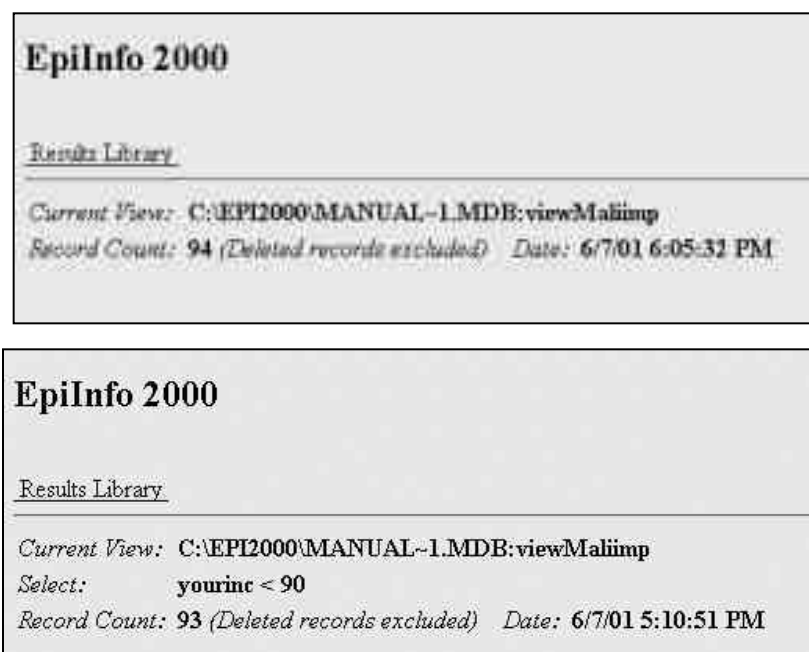 EpiInfo 2000
Results Library
Current View: C:\EPI2000\MANUAL~1.MDB:viewMaliimp
Record Count: 94 (Deleted records excluded) Date: 6/7/01 6:05:32 PM
EpiInfo 2000
Results Library
Current View: C:\EPI2000\MANUAL~1.MDB:viewMaliimp
Select: yourinc < 90
Record Count: 93 (Deleted records excluded) Date: 6/7/01 5:10:51 PM